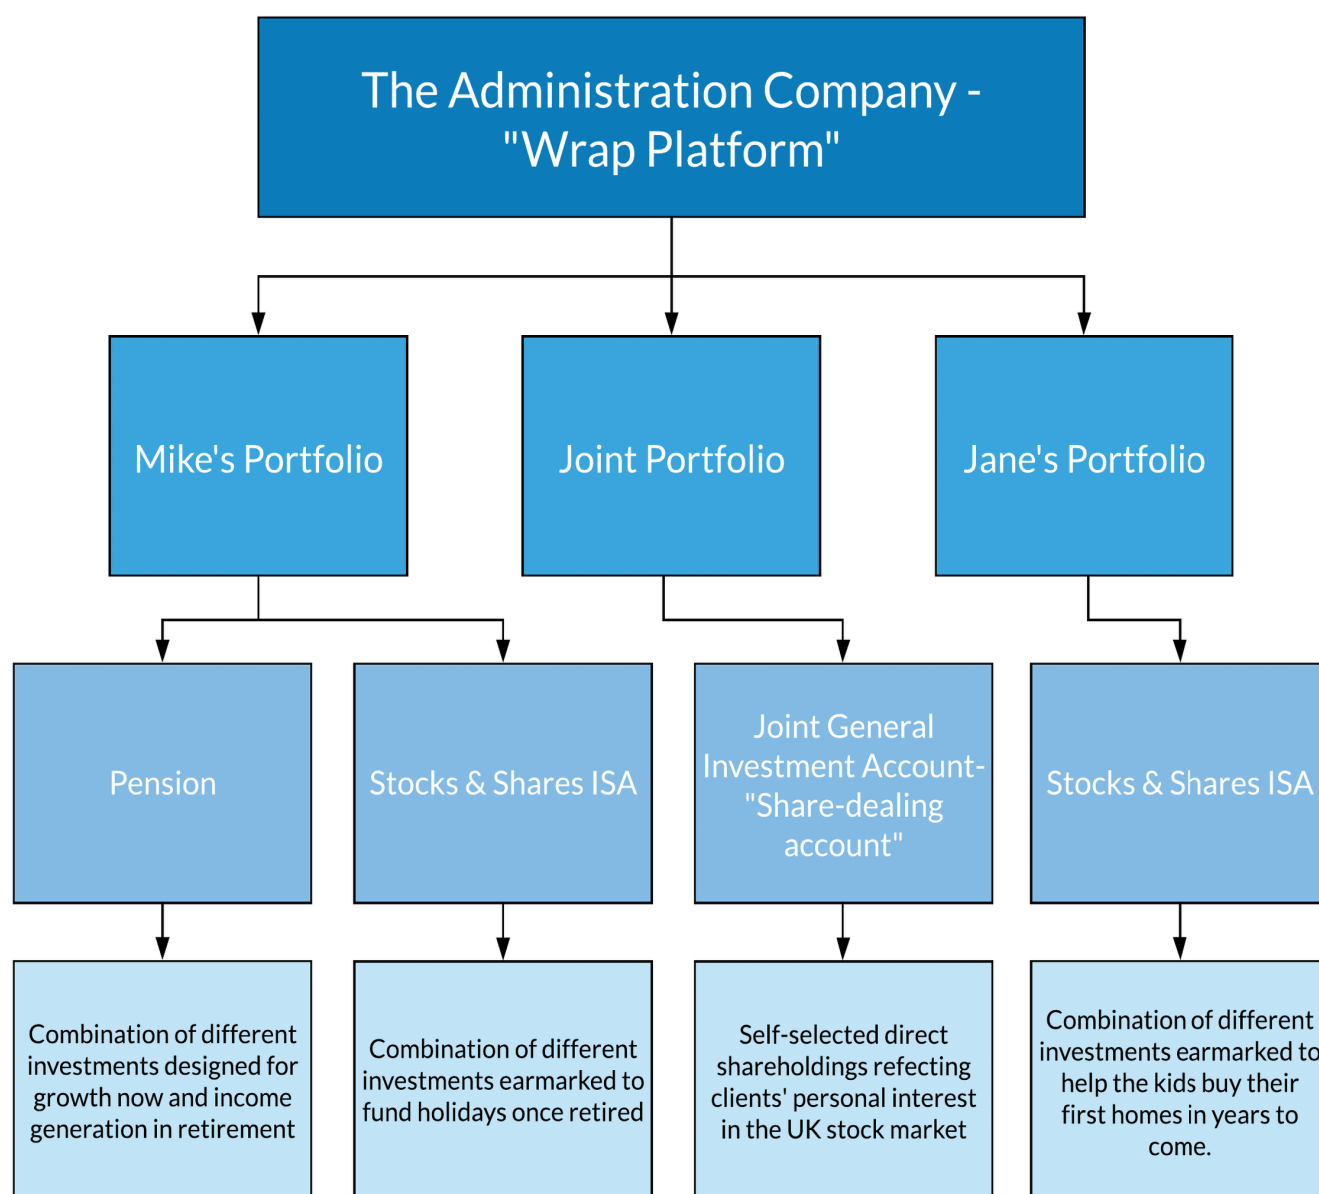 The Administration Company -
"Wrap Platform"
Mike's Portfolio
Joint Portfolio
Jane's Portfolio
Pension
Stocks & Shares ISA
Joint General
Investment Account-
"Share-dealing
account"
Stocks & Shares ISA
Combination of different
investments designed for
growth now and income
generation in retirement
Combination of different
investments earmarked to
fund holidays once retired
Self-selected direct
shareholdings refecting
clients' personal interest
in the UK stock market
Combination of different
investments earmarked to
help the kids buy their
first homes in years to
come.